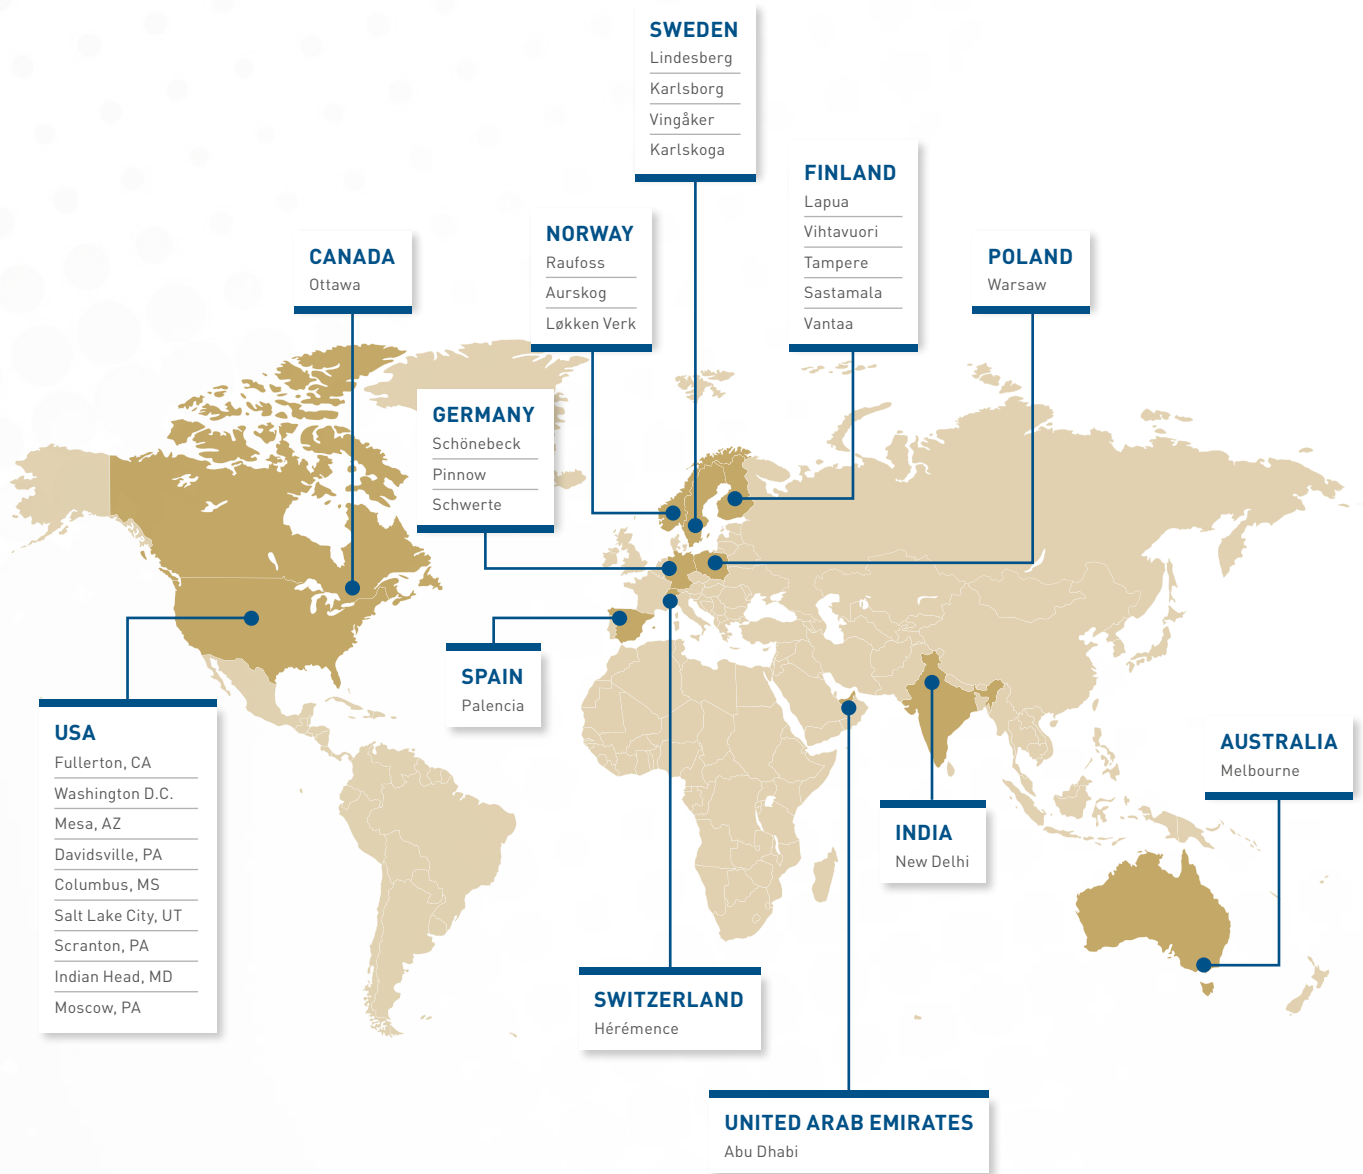 SWEDEN
Lindesberg
Karlsborg
Vingåker
Karlskoga
FINLAND
Lapua
Vihtavuori
Tampere
Sastamala
Vantaa
NORWAY
Raufoss
Aurskog
Løkken Verk
CANADA
Ottawa
POLAND
Warsaw
GERMANY
Schönebeck
Pinnow
Schwerte
SPAIN
Palencia
USA
Fullerton, CA
Washington D.C.
Mesa, AZ
Davidsville, PA
Columbus, MS
Salt Lake City, UT
Scranton, PA
Indian Head, MD
Moscow, PA
AUSTRALIA
Melbourne
INDIA
New Delhi
SWITZERLAND
Hérémence
UNITED ARAB EMIRATES
Abu Dhabi